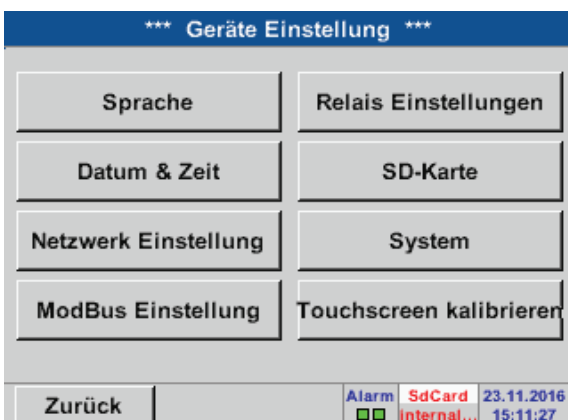 *** Geräte Einstellung ***
Sprache
Relais Einstellungen
Datum & Zeit
SD-Karte
Netzwerk Einstellung
System
ModBus Einstellung
Touchscreen kalibrieren
Zurück
Alarm
SdCard
internal...
23.11.2016
15:11:27